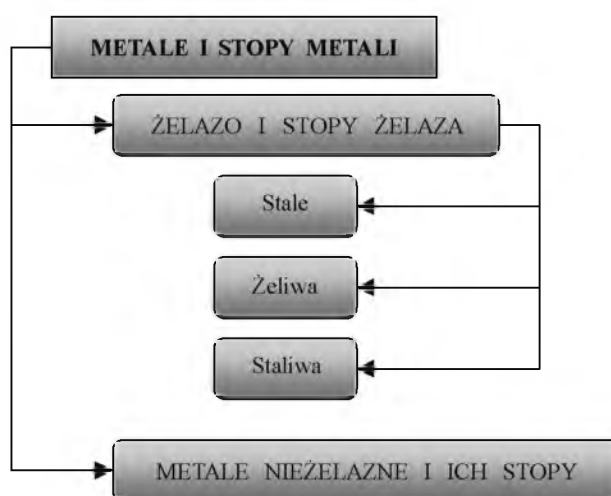 METALE I STOPY METALI
ŻELAZO I STOPY ŻELAZA
Stale
Żeliwa
Staliwa
METALE NIEŻELAZNE I ICH STOPY